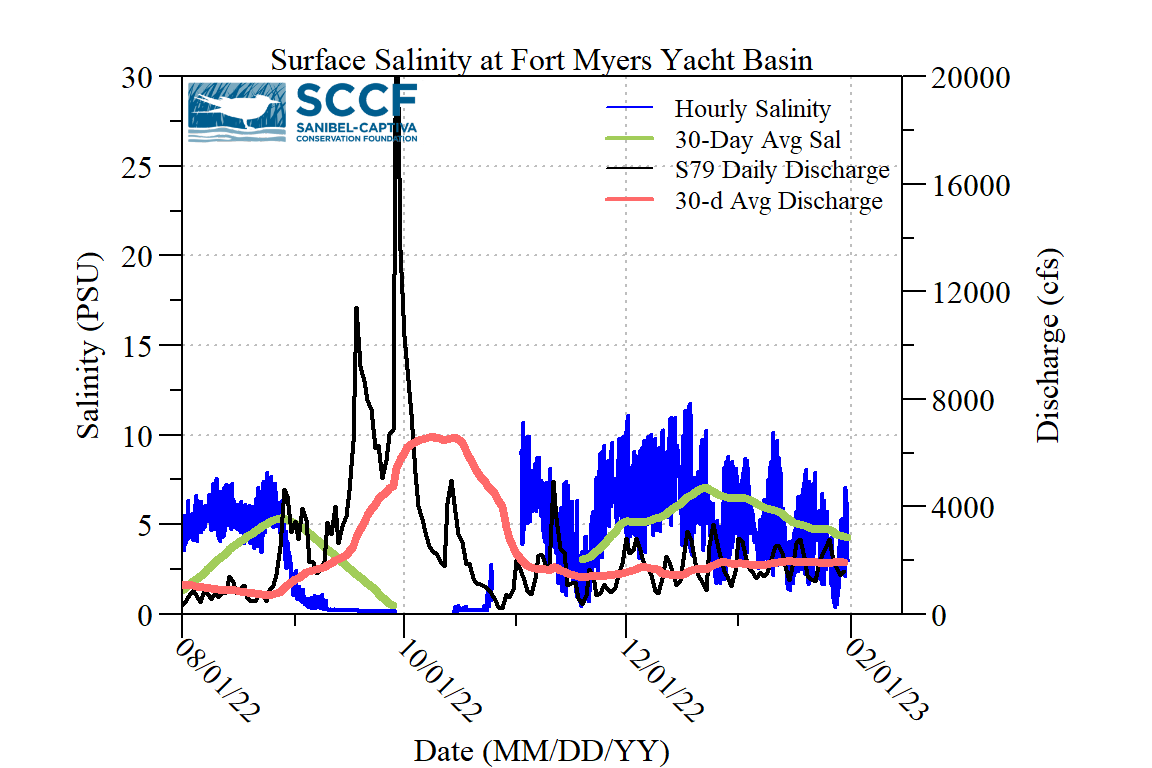 Surface Salinity at Fort Myers Yacht Basin
SCCF
SANIBEL-CAPTIVA
CONSERVATION FOUNDATION
Hourly Salinity
30-Day Avg Sal
S79 Daily Discharge
30-d Avg Discharge
Salinity (PSU)
30
25
20
15
10
5
0
20000
16000
12000
8000
4000
0
Discharge (cfs)
08/01/22
10/01/22
12/01/22
02/01/23
Date (MM/DD/YY)